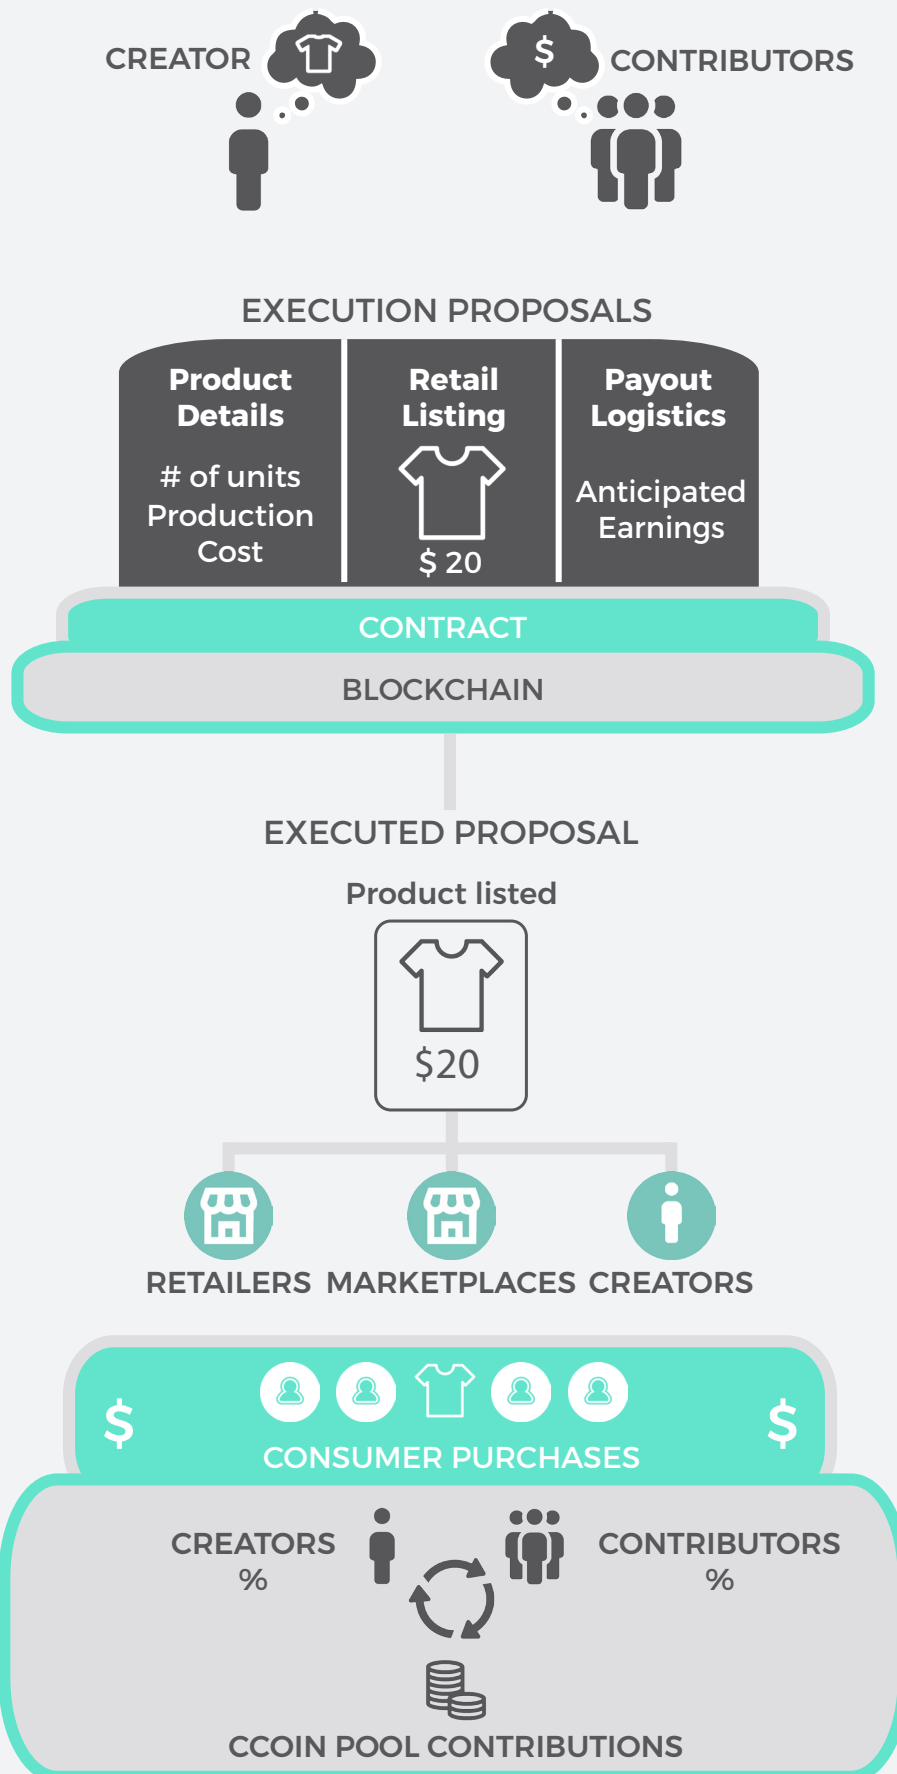 CREATOR
$
CONTRIBUTORS
EXECUTION PROPOSALS
Product
Details
# of units
Production
Cost
Retail
Listing
$ 20
Payout
Logistics
Anticipated
Earnings
CONTRACT
BLOCKCHAIN
EXECUTED PROPOSAL
Product listed
$20
RETAILERS
MARKETPLACES
CREATORS
$
$
CONSUMER PURCHASES
CREATORS
%
CONTRIBUTORS
%
CCOIN POOL CONTRIBUTIONS